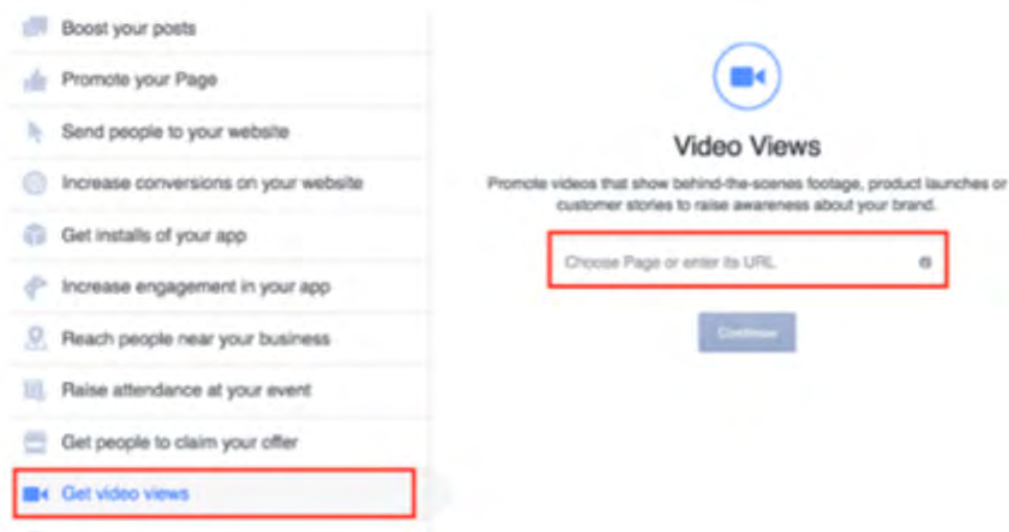 Boost your posts
Promote your Page
Send people to your website
Increase conversions on your website
Get installs of your app
Increase engagement in your app
Reach people near your business
Raise attendance at your event
Get people to claim your offer
Get video views
Video Views
Promote videos that show behind-the-scenes footage, product launches or
customer stories to raise awareness about your brand.
Choose Page or enter its URL
Continue